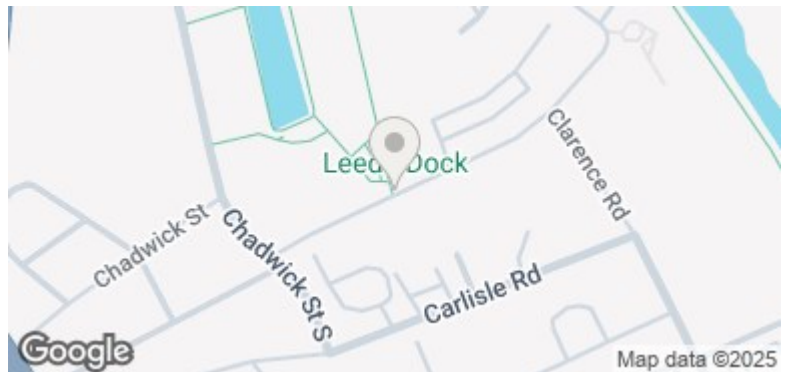 Clarence Rd
Leeds Dock
Chadwick St
Chadwick St S
Carlisle Rd
Google
Map data ©2025